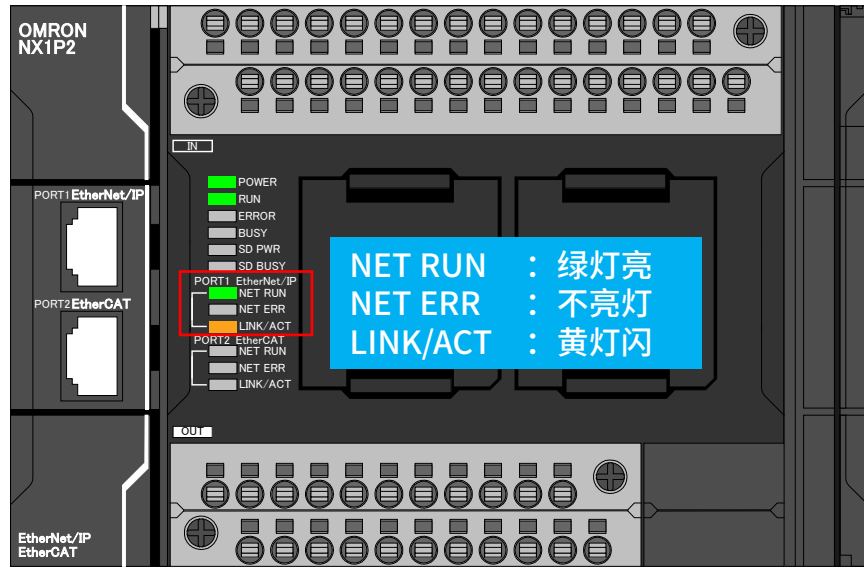 OMRON
NX1P2
IN
PORT1 EtherNet/IP
PORT2 EtherCAT
POWER
RUN
ERROR
BUSY
SD PWR
SD BUSY
PORT1 EtherNet/IP
NET RUN
NET ERR
LINK/ACT
PORT2 EtherCAT
NET RUN
NET ERR
LINK/ACT
NET RUN : 绿灯亮
NET ERR : 不亮灯
LINK/ACT : 黄灯闪
OUT
EtherNet/IP
EtherCAT